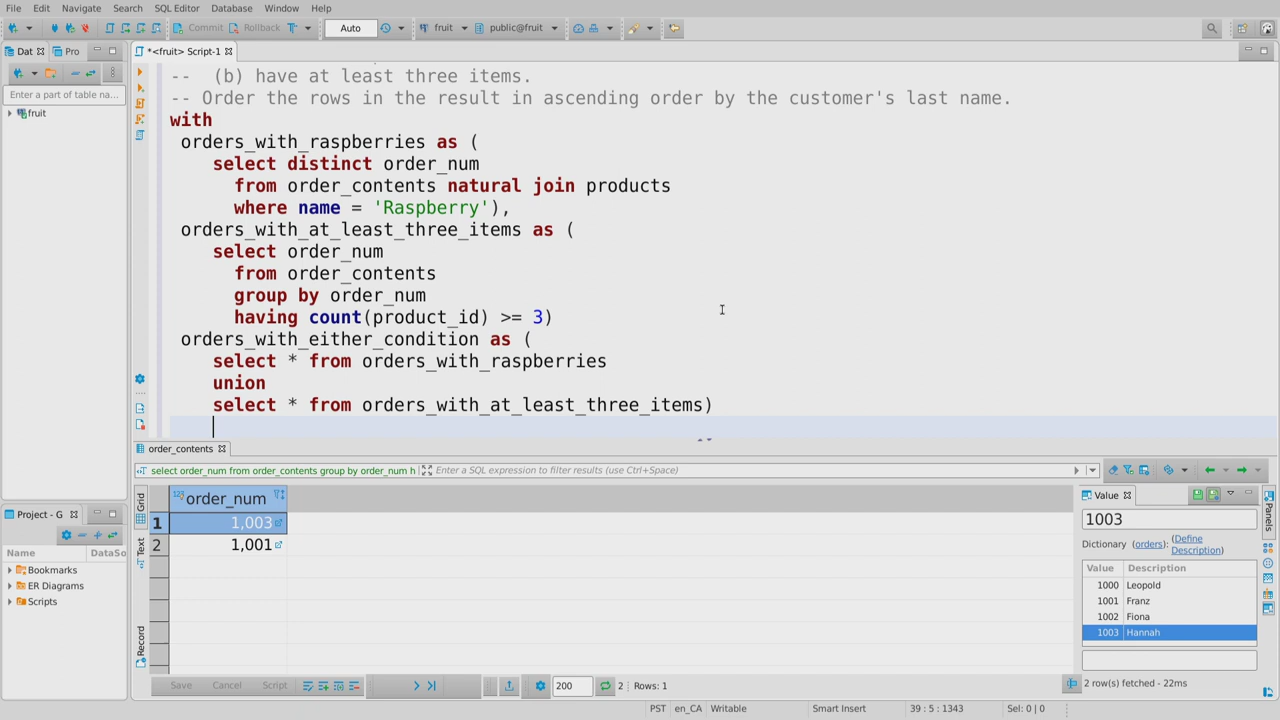 File Edit Navigate Search SQL Editor Database Window Help
Commit Rollback Auto fruit public@fruit
Dat Pro *<fruit> Script-1
Enter a part of table na...
fruit
-- (b) have at least three items.
-- Order the rows in the result in ascending order by the customer's last name.
with
orders_with_raspberries as (
select distinct order_num
from order_contents natural join products
where name = 'Raspberry'),
orders_with_at_least_three_items as (
select order_num
from order_contents
group by order_num
having count(product_id) >= 3)
orders_with_either_condition as (
select * from orders_with_raspberries
union
select * from orders_with_at_least_three_items)
order_contents
select order_num from order_contents group by order_num h Enter a SQL expression to filter results (use Ctrl+Space)
Grid
Text
Record
123 order_num
1 1,003
2 1,001
Value
1003
Dictionary (orders): (Define
Description)
Value Description
1000 Leopold
1001 Franz
1002 Fiona
1003 Hannah
Panels
Project - G
Name DataSo
Bookmarks
ER Diagrams
Scripts
Save Cancel Script 200 2 Rows: 1 2 row(s) fetched - 22ms
PST en_CA Writable Smart Insert 39 : 5 : 1343 Sel: 0 | 0